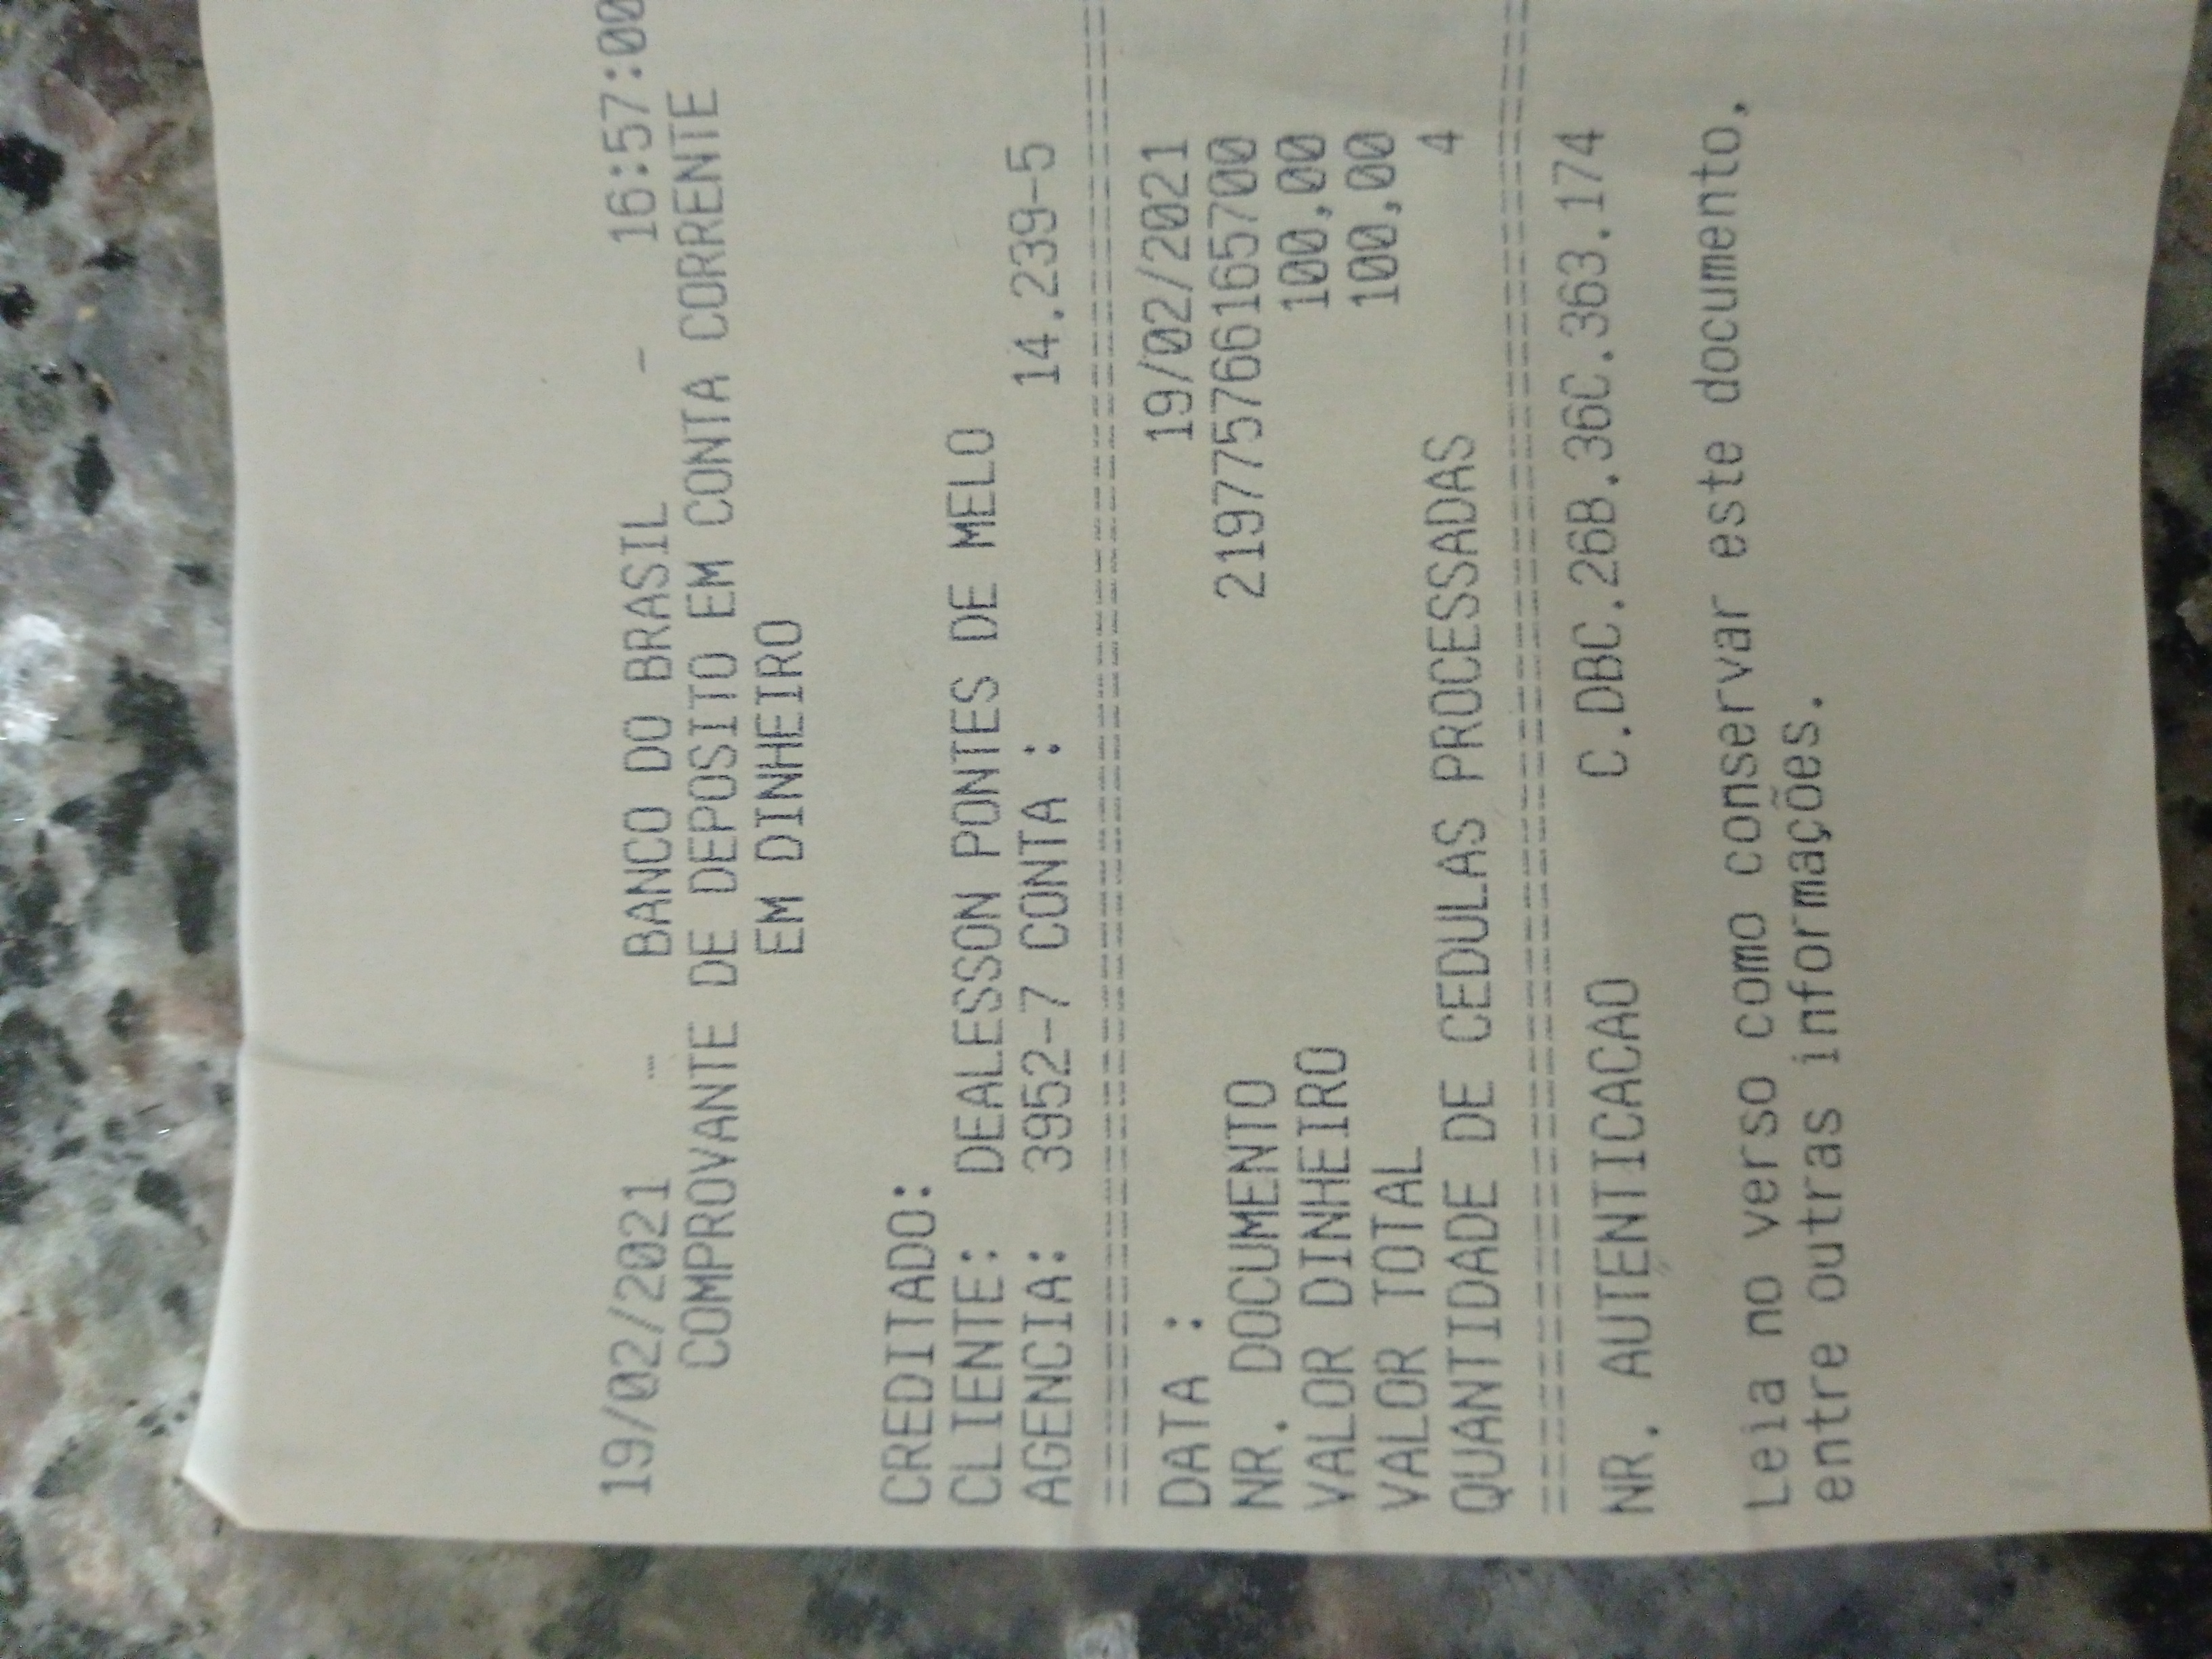 19/02/2021 - BANCO DO BRASIL - 16:57:00
COMPROVANTE DE DEPOSITO EM CONTA CORRENTE
EM DINHEIRO
CREDITADO:
CLIENTE: DEALESSON PONTES DE MELO
AGENCIA: 3952-7 CONTA : 14.239-5
DATA : 19/02/2021
NR. DOCUMENTO 219775766165700
VALOR DINHEIRO 100,00
VALOR TOTAL 100,00
QUANTIDADE DE CEDULAS PROCESSADAS 4
NR. AUTENTICACAO C.DBC.26B.36C.363.174
Leia no verso como conservar este documento,
entre outras informações.